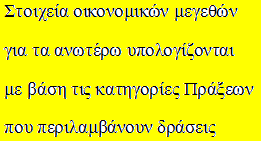 Στοιχεία οικονομικών μεγεθών
για τα ανωτέρω υπολογίζονται
με βάση τις κατηγορίες Πράξεων
που περιλαμβάνουν δράσεις